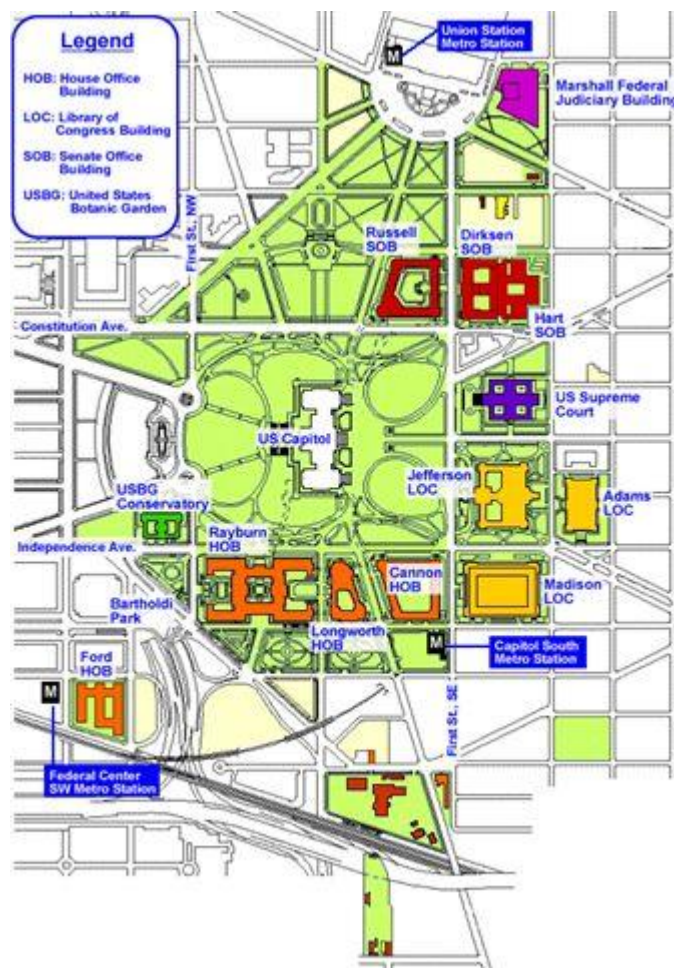 Legend
HOB: House Office
Building
LOC: Library of
Congress Building
SOB: Senate Office
Building
USBG: United States
Botanic Garden
Union Station
Metro Station
M
Marshall Federal
Judiciary Building
First St., NW
Russell
SOB
Dirksen
SOB
Constitution Ave.
Hart
SOB
US Supreme
Court
US Capitol
Jefferson
LOC
Adams
LOC
USBG
Conservatory
Rayburn
HOB
Independence Ave.
Cannon
HOB
Madison
LOC
Bartholdi
Park
Longworth
HOB
M
Capitol South
Metro Station
Ford
HOB
M
First St., SE
Federal Center
SW Metro Station